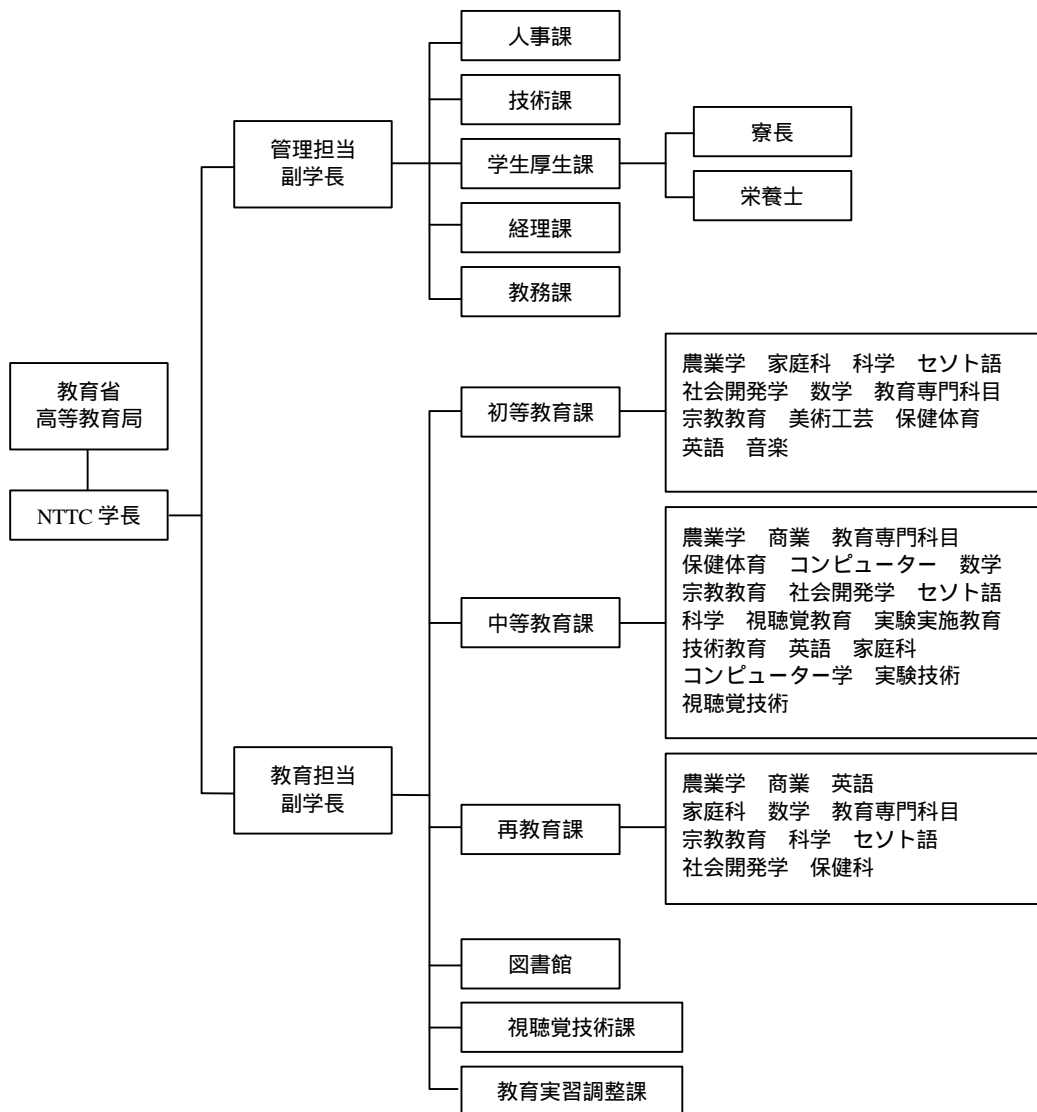 人事課
技術課
管理担当
副学長
学生厚生課
寮長
栄養士
経理課
教務課
教育省
高等教育局
NTTC 学長
初等教育課
農業学　家庭科　科学　セソト語
社会開発学　数学　教育専門科目
宗教教育　美術工芸　保健体育
英語　音楽
中等教育課
農業学　商業　教育専門科目
保健体育　コンピューター　数学
宗教教育　社会開発学　セソト語
科学　視聴覚教育　実験実施教育
技術教育　英語　家庭科
コンピューター学　実験技術
視聴覚技術
教育担当
副学長
再教育課
農業学　商業　英語
家庭科　数学　教育専門科目
宗教教育　科学　セソト語
社会開発学　保健科
図書館
視聴覚技術課
教育実習調整課